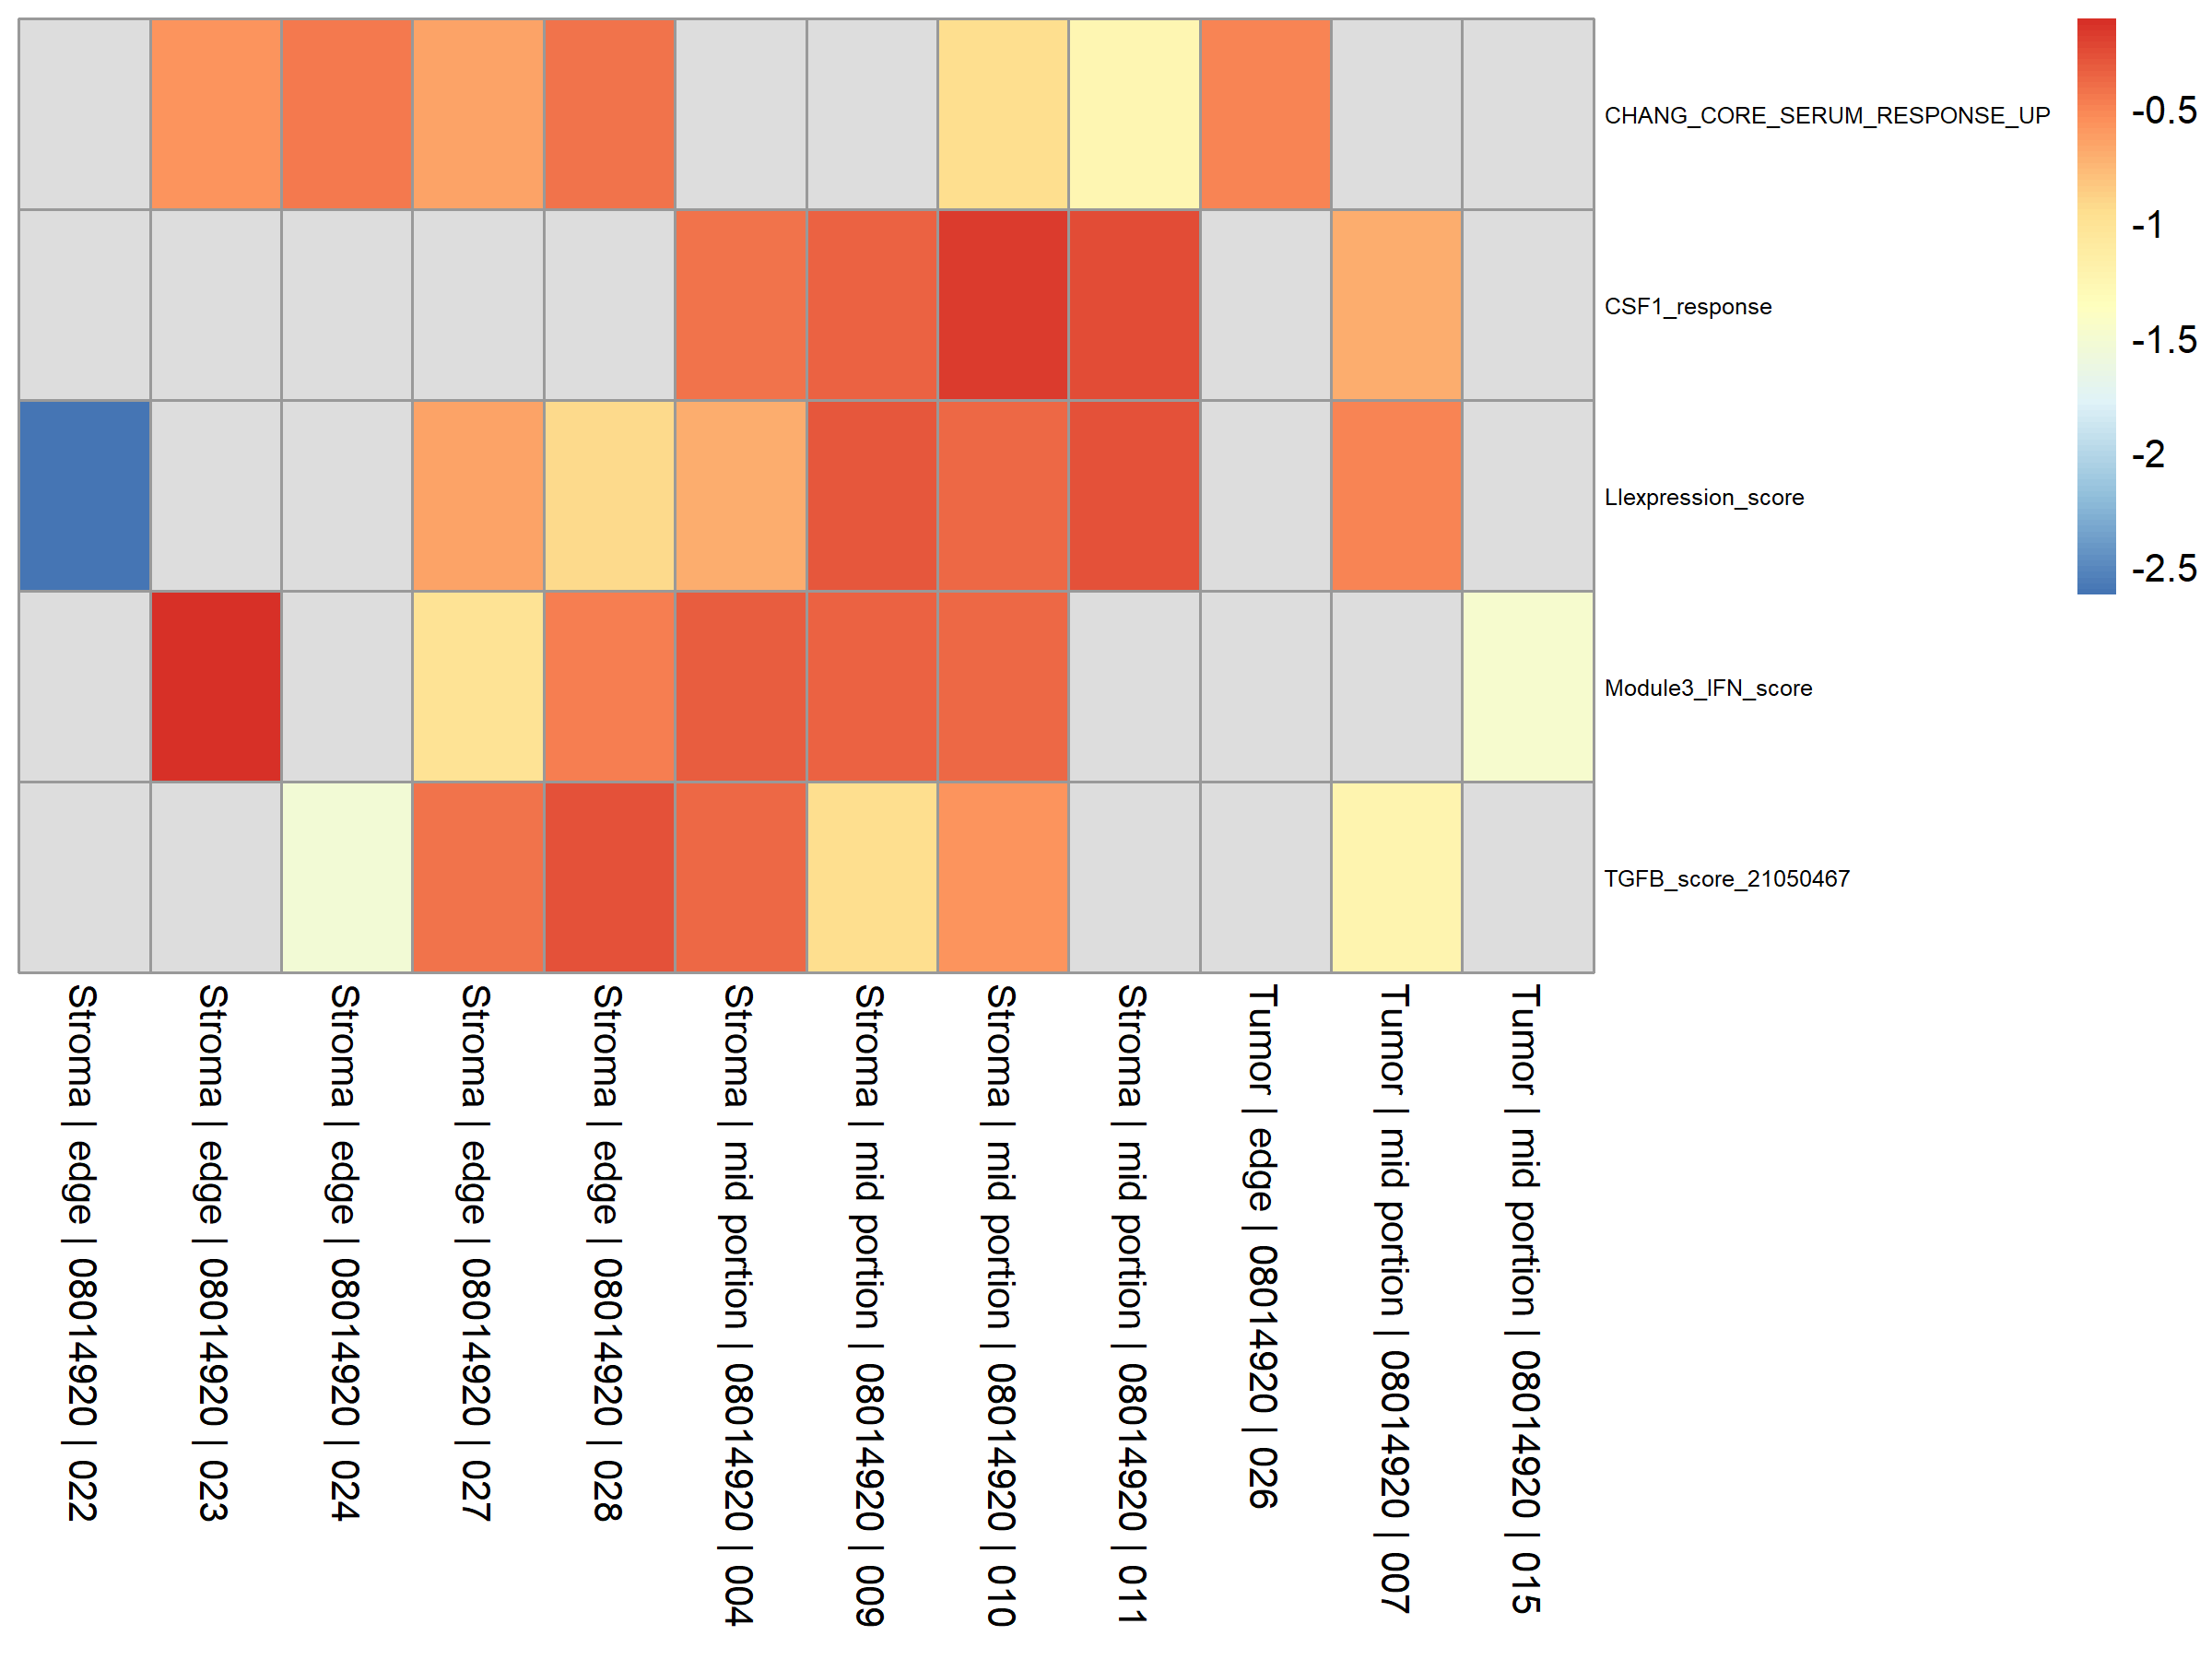 CHANG_CORE_SERUM_RESPONSE_UP
CSF1_response
LIexpression_score
Module3_IFN_score
TGFB_score_21050467
-0.5
-1
-1.5
-2
-2.5
Stroma | edge | 08014920 | 022
Stroma | edge | 08014920 | 023
Stroma | edge | 08014920 | 024
Stroma | edge | 08014920 | 027
Stroma | edge | 08014920 | 028
Stroma | mid portion | 08014920 | 004
Stroma | mid portion | 08014920 | 009
Stroma | mid portion | 08014920 | 010
Stroma | mid portion | 08014920 | 011
Tumor | edge | 08014920 | 026
Tumor | mid portion | 08014920 | 007
Tumor | mid portion | 08014920 | 015